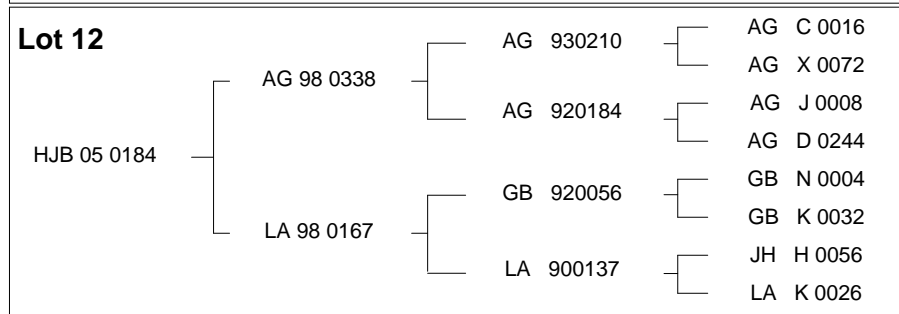 Lot 12
HJB 05 0184
AG 98 0338
LA 98 0167
AG 930210
AG 920184
GB 920056
LA 900137
AG C 0016
AG X 0072
AG J 0008
AG D 0244
GB N 0004
GB K 0032
JH H 0056
LA K 0026